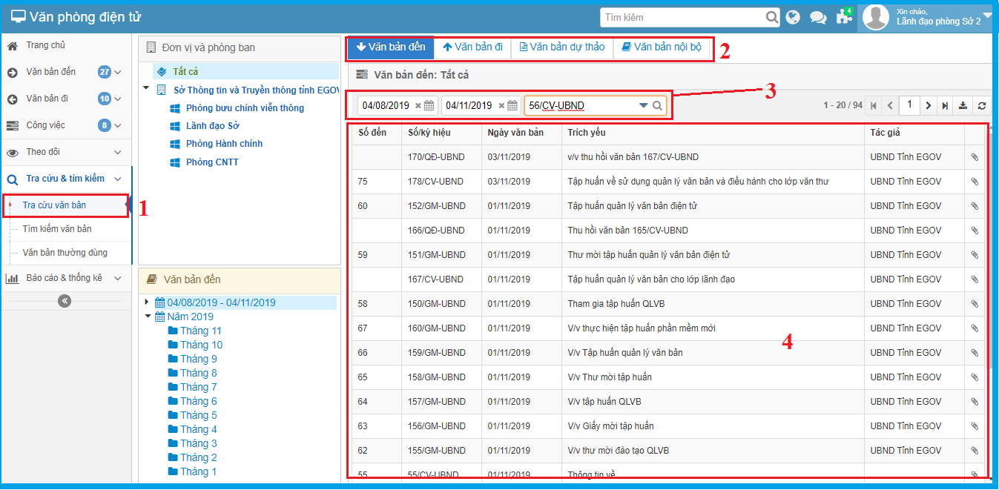 Văn phòng điện tử
Tìm kiếm
4
Xin chào,
Lãnh đạo phòng Sở 2
Trang chủ
Văn bản đến 27
Văn bản đi 10
Công việc 8
Theo dõi
Tra cứu & tìm kiếm
Tra cứu văn bản
1
Tìm kiếm văn bản
Văn bản thường dùng
Báo cáo & thống kê
Đơn vị và phòng ban
Tất cả
Sở Thông tin và Truyền thông tỉnh EGOV
Phòng bưu chính viễn thông
Lãnh đạo Sở
Phòng Hành chính
Phòng CNTT
Văn bản đến
04/08/2019 - 04/11/2019
Năm 2019
Tháng 11
Tháng 10
Tháng 9
Tháng 8
Tháng 7
Tháng 6
Tháng 5
Tháng 4
Tháng 3
Tháng 2
Tháng 1
Văn bản đến Văn bản đi Văn bản dự thảo Văn bản nội bộ 2
Văn bản đến: Tất cả
3
04/08/2019 04/11/2019 56/CV-UBND 1 - 20 / 94 1
Số đến Số/ký hiệu Ngày văn bản Trích yếu Tác giả
170/QĐ-UBND 03/11/2019 v/v thu hồi văn bản 167/CV-UBND UBND Tỉnh EGOV
75 178/CV-UBND 03/11/2019 Tập huấn về sử dụng quản lý văn bản và điều hành cho lớp văn thư UBND Tỉnh EGOV
60 152/GM-UBND 01/11/2019 Tập huấn quản lý văn bản điện tử UBND Tỉnh EGOV
166/QĐ-UBND 01/11/2019 Thu hồi văn bản 165/CV-UBND UBND Tỉnh EGOV
59 151/GM-UBND 01/11/2019 Thư mời tập huấn quản lý văn bản điện tử UBND Tỉnh EGOV
167/CV-UBND 01/11/2019 Tập huấn quản lý văn bản cho lớp lãnh đạo UBND Tỉnh EGOV
58 150/GM-UBND 01/11/2019 Tham gia tập huấn QLVB UBND Tỉnh EGOV
67 160/GM-UBND 01/11/2019 V/v thực hiện tập huấn phần mềm mới UBND Tỉnh EGOV
4
66 159/GM-UBND 01/11/2019 V/v Tập huấn quản lý văn bản UBND Tỉnh EGOV
65 158/GM-UBND 01/11/2019 V/v Thư mời tập huấn UBND Tỉnh EGOV
64 157/GM-UBND 01/11/2019 V/v tập huấn QLVB UBND Tỉnh EGOV
63 156/GM-UBND 01/11/2019 V/v Giấy mời tập huấn UBND Tỉnh EGOV
62 155/GM-UBND 01/11/2019 V/v thư mời đào tạo QLVB UBND Tỉnh EGOV
55 55/CV-UBND 01/11/2019 Thông tin về UBND Tỉnh EGOV